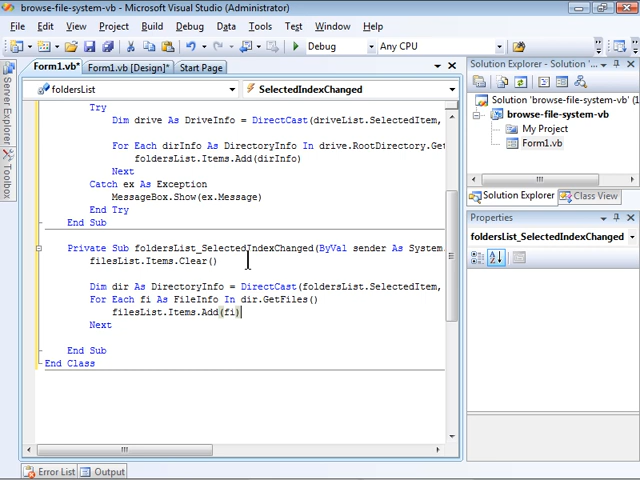 browse-file-system-vb - Microsoft Visual Studio (Administrator)
File Edit View Project Build Debug Data Tools Test Window Help
Debug Any CPU
Form1.vb* Form1.vb [Design]* Start Page
foldersList SelectedIndexChanged
Try
Dim drive As DriveInfo = DirectCast(driveList.SelectedItem,
For Each dirInfo As DirectoryInfo In drive.RootDirectory.Get
foldersList.Items.Add(dirInfo)
Next
Catch ex As Exception
MessageBox.Show(ex.Message)
End Try
End Sub
Private Sub foldersList_SelectedIndexChanged(ByVal sender As System.
filesList.Items.Clear()
Dim dir As DirectoryInfo = DirectCast(foldersList.SelectedItem,
For Each fi As FileInfo In dir.GetFiles()
filesList.Items.Add(fi)
Next
End Sub
End Class
Server Explorer
Toolbox
Solution Explorer - Solution 'br...
Solution 'browse-file-system-vb' (1
browse-file-system-vb
My Project
Form1.vb
Solution Explorer Class View
Properties
foldersList_SelectedIndexChanged
Error List Output